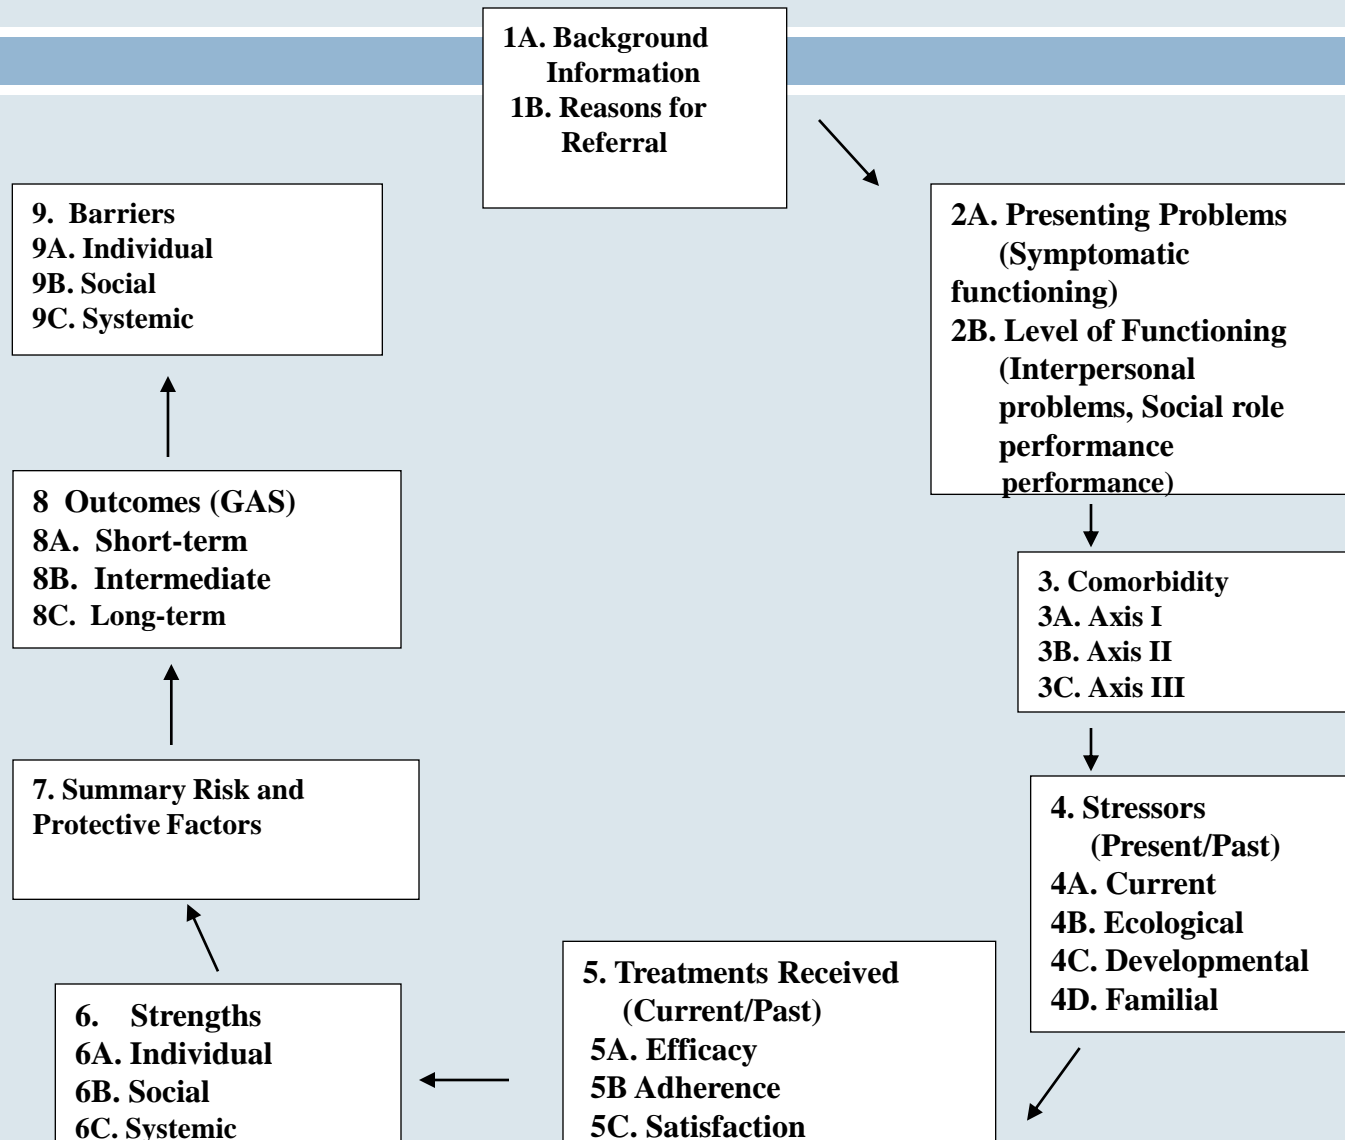 1A. Background
Information
1B. Reasons for
Referral
2A. Presenting Problems
(Symptomatic
functioning)
2B. Level of Functioning
(Interpersonal
problems, Social role
performance
performance)
3. Comorbidity
3A. Axis I
3B. Axis II
3C. Axis III
4. Stressors
(Present/Past)
4A. Current
4B. Ecological
4C. Developmental
4D. Familial
5. Treatments Received
(Current/Past)
5A. Efficacy
5B Adherence
5C. Satisfaction
6. Strengths
6A. Individual
6B. Social
6C. Systemic
7. Summary Risk and
Protective Factors
8 Outcomes (GAS)
8A. Short-term
8B. Intermediate
8C. Long-term
9. Barriers
9A. Individual
9B. Social
9C. Systemic